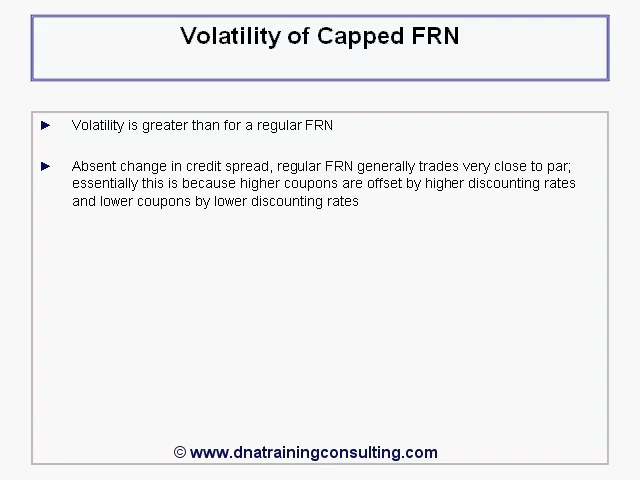 Volatility of Capped FRN
► Volatility is greater than for a regular FRN
► Absent change in credit spread, regular FRN generally trades very close to par;
essentially this is because higher coupons are offset by higher discounting rates
and lower coupons by lower discounting rates
© www.dnatrainingconsulting.com